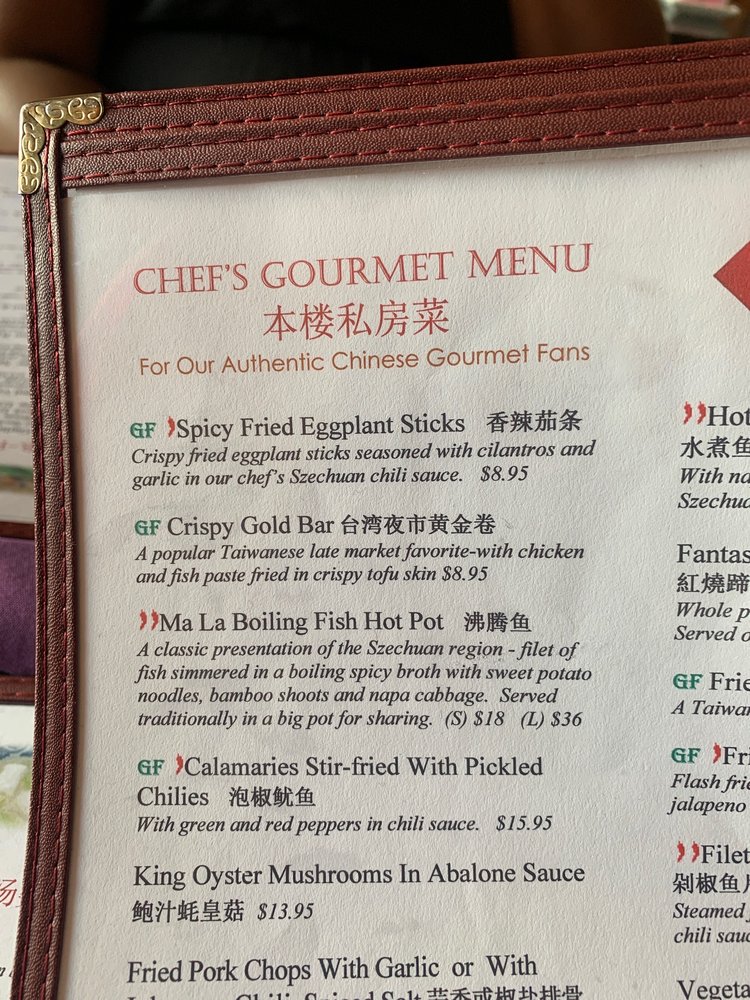 CHEF'S GOURMET MENU
本楼私房菜
For Our Authentic Chinese Gourmet Fans
GF Spicy Fried Eggplant Sticks 香辣茄条
Crispy fried eggplant sticks seasoned with cilantros and
garlic in our chef's Szechuan chili sauce. $8.95
GF Crispy Gold Bar 台湾夜市黄金卷
A popular Taiwanese late market favorite-with chicken
and fish paste fried in crispy tofu skin $8.95
Ma La Boiling Fish Hot Pot 沸腾鱼
A classic presentation of the Szechuan region - filet of
fish simmered in a boiling spicy broth with sweet potato
noodles, bamboo shoots and napa cabbage. Served
traditionally in a big pot for sharing. (S) $18 (L) $36
GF Calamaries Stir-fried With Pickled
Chilies 泡椒鱿鱼
With green and red peppers in chili sauce. $15.95
King Oyster Mushrooms In Abalone Sauce
鲍汁蚝皇菇 $13.95
Fried Pork Chops With Garlic or With
Hot
水煮鱼
With
Szechua
Fantas
紅燒蹄
Whole p
Served
GF Frie
A Taiwan
GF Fri
Flash frie
jalapeno
Filet
剁椒鱼片
Steamed
chili sauc
Vegeta